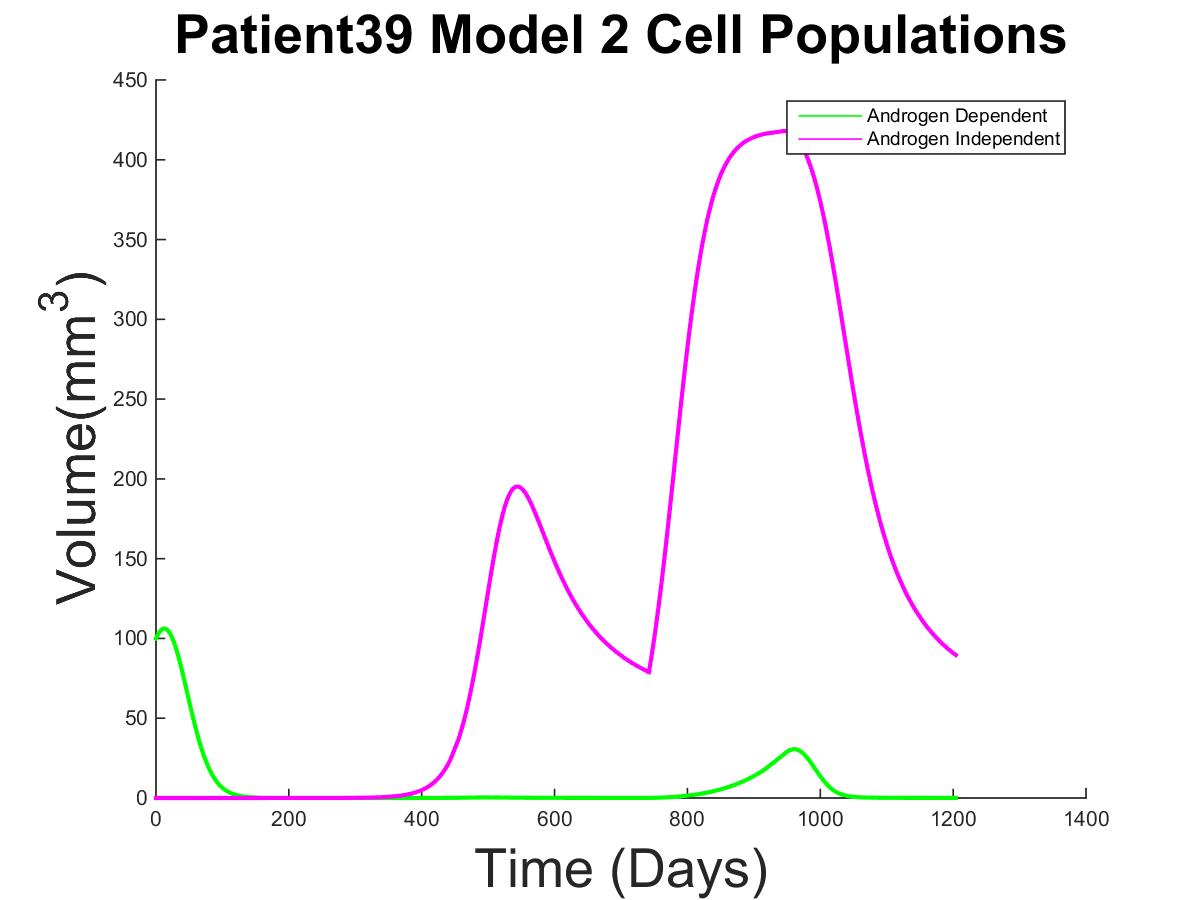 Patient39 Model 2 Cell Populations
Androgen Dependent
Androgen Independent
Volume(mm³)
450
400
350
300
250
200
150
100
50
0
0 200 400 600 800 1000 1200 1400
Time (Days)